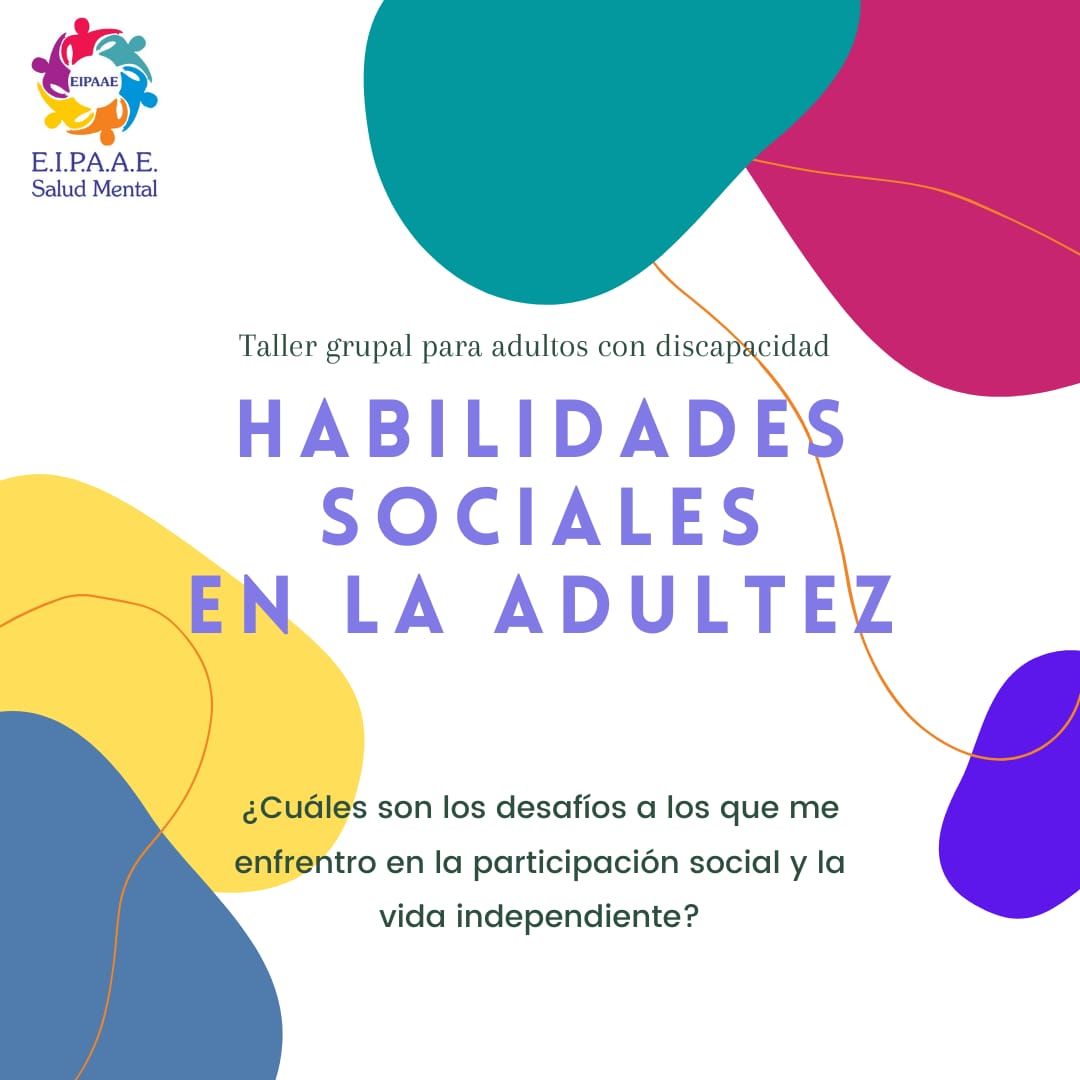 EIPAAE
E.I.P.A.A.E.
Salud Mental
Taller grupal para adultos con discapacidad
HABILIDADES
SOCIALES
EN LA ADULTEZ
¿Cuáles son los desafíos a los que me
enfrentro en la participación social y la
vida independiente?